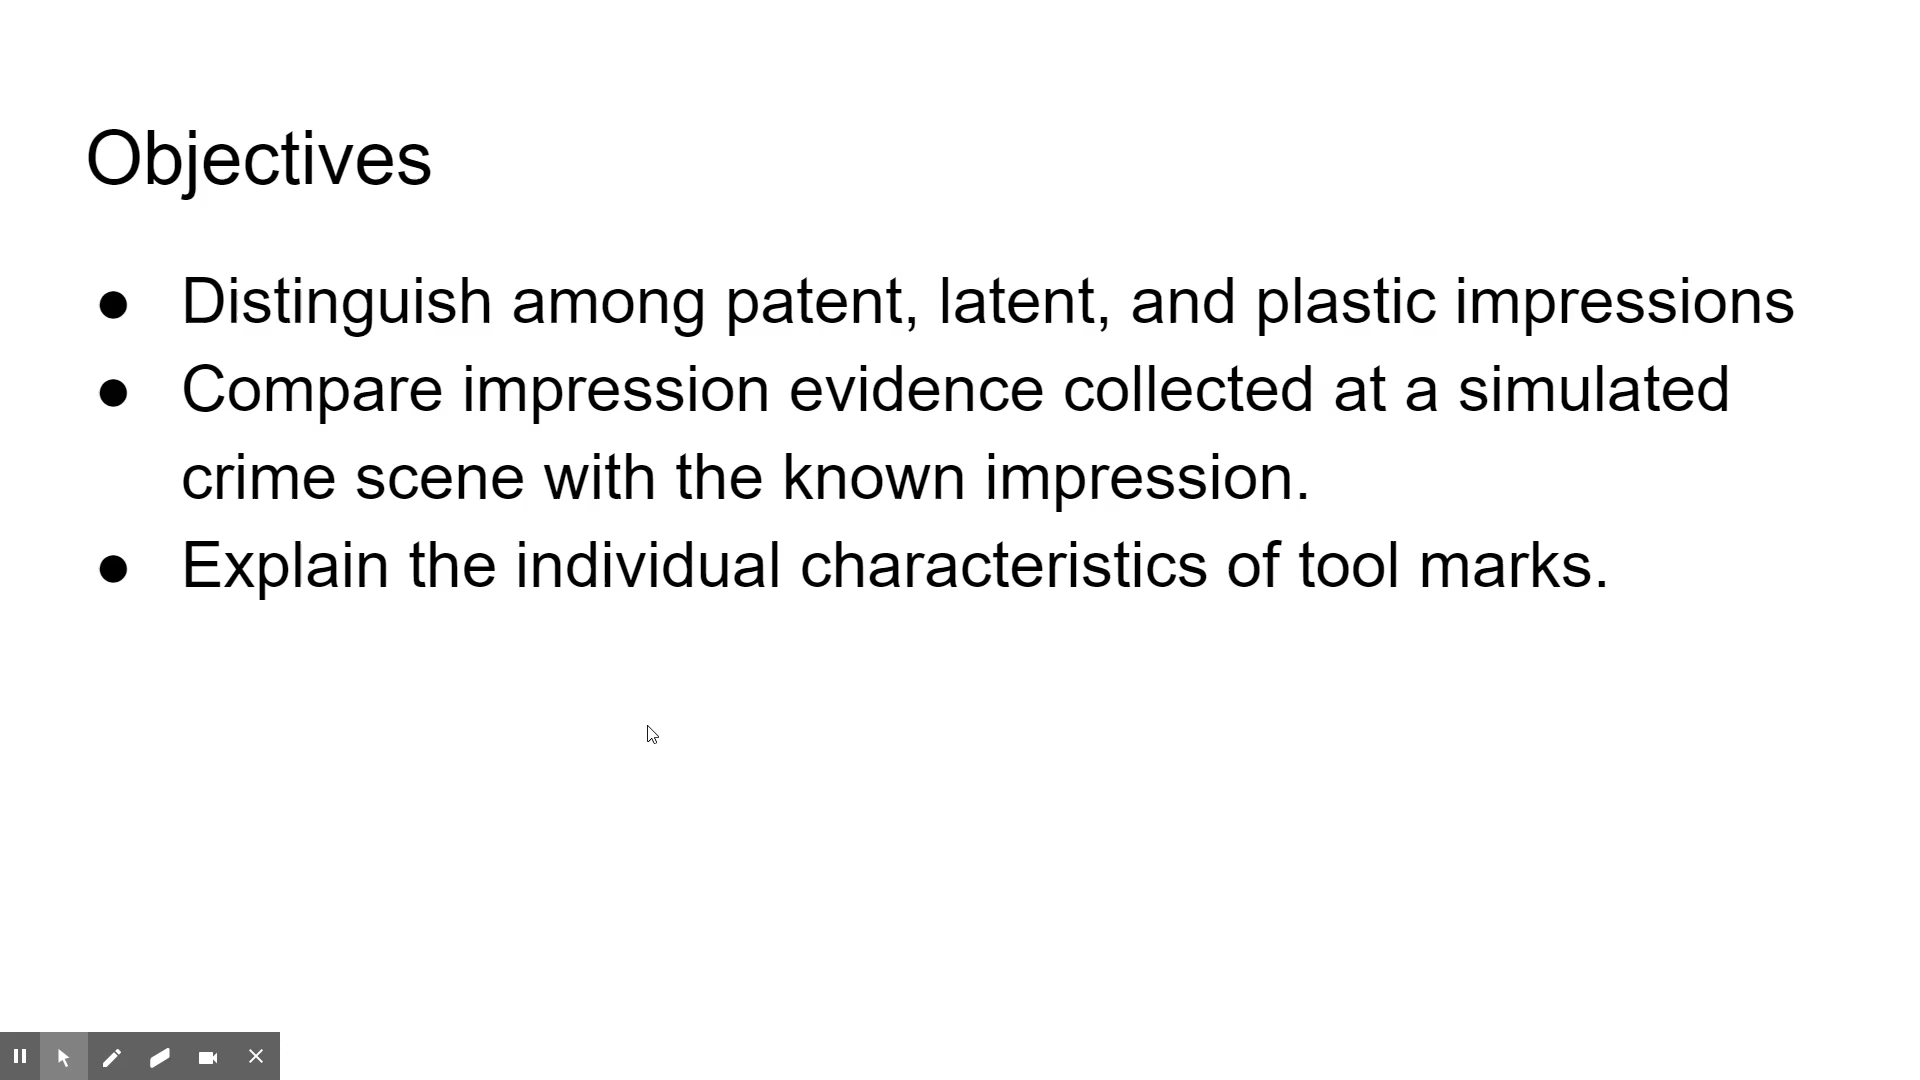 Objectives
● Distinguish among patent, latent, and plastic impressions
● Compare impression evidence collected at a simulated
crime scene with the known impression.
● Explain the individual characteristics of tool marks.